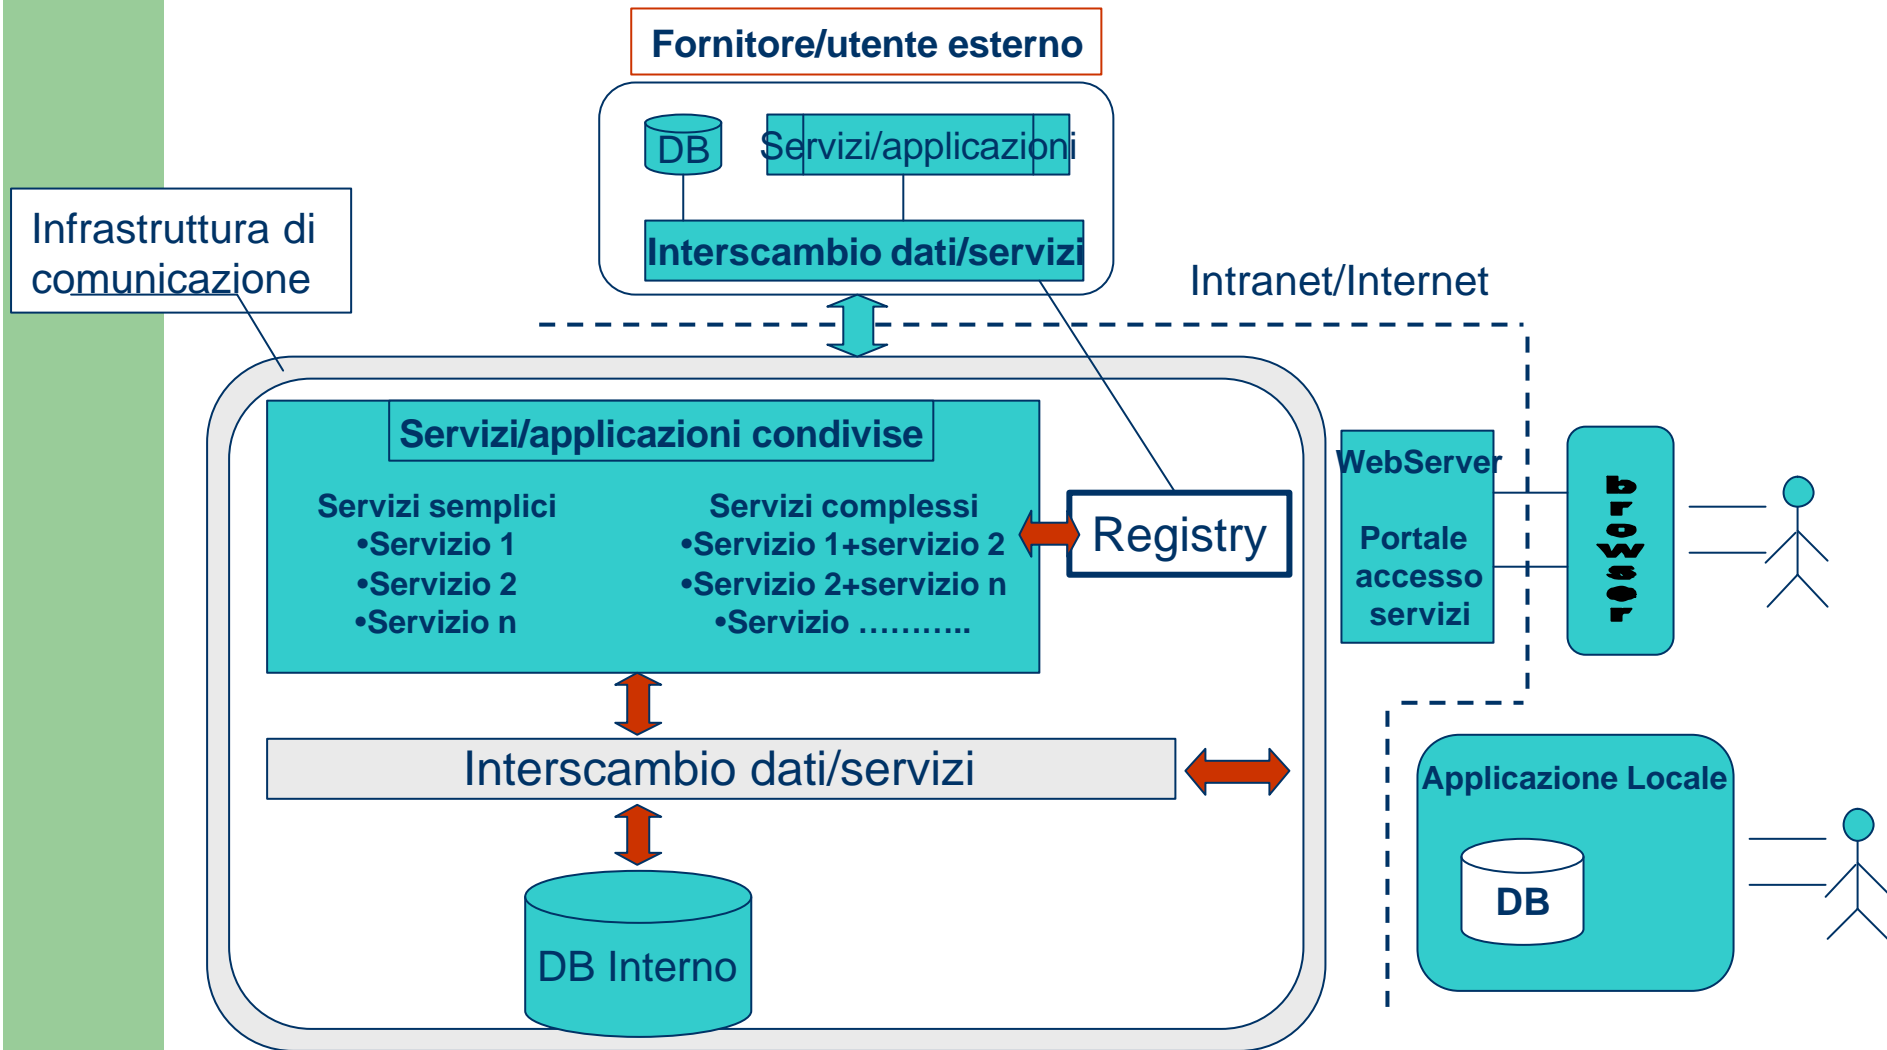 Fornitore/utente esterno
DB
Servizi/applicazioni
Interscambio dati/servizi
Infrastruttura di
comunicazione
Intranet/Internet
Servizi/applicazioni condivise
Servizi semplici
•Servizio 1
•Servizio 2
•Servizio n
Servizi complessi
•Servizio 1+servizio 2
•Servizio 2+servizio n
•Servizio ………..
Registry
WebServer
Portale
accesso
servizi
browser
Interscambio dati/servizi
DB Interno
Applicazione Locale
DB